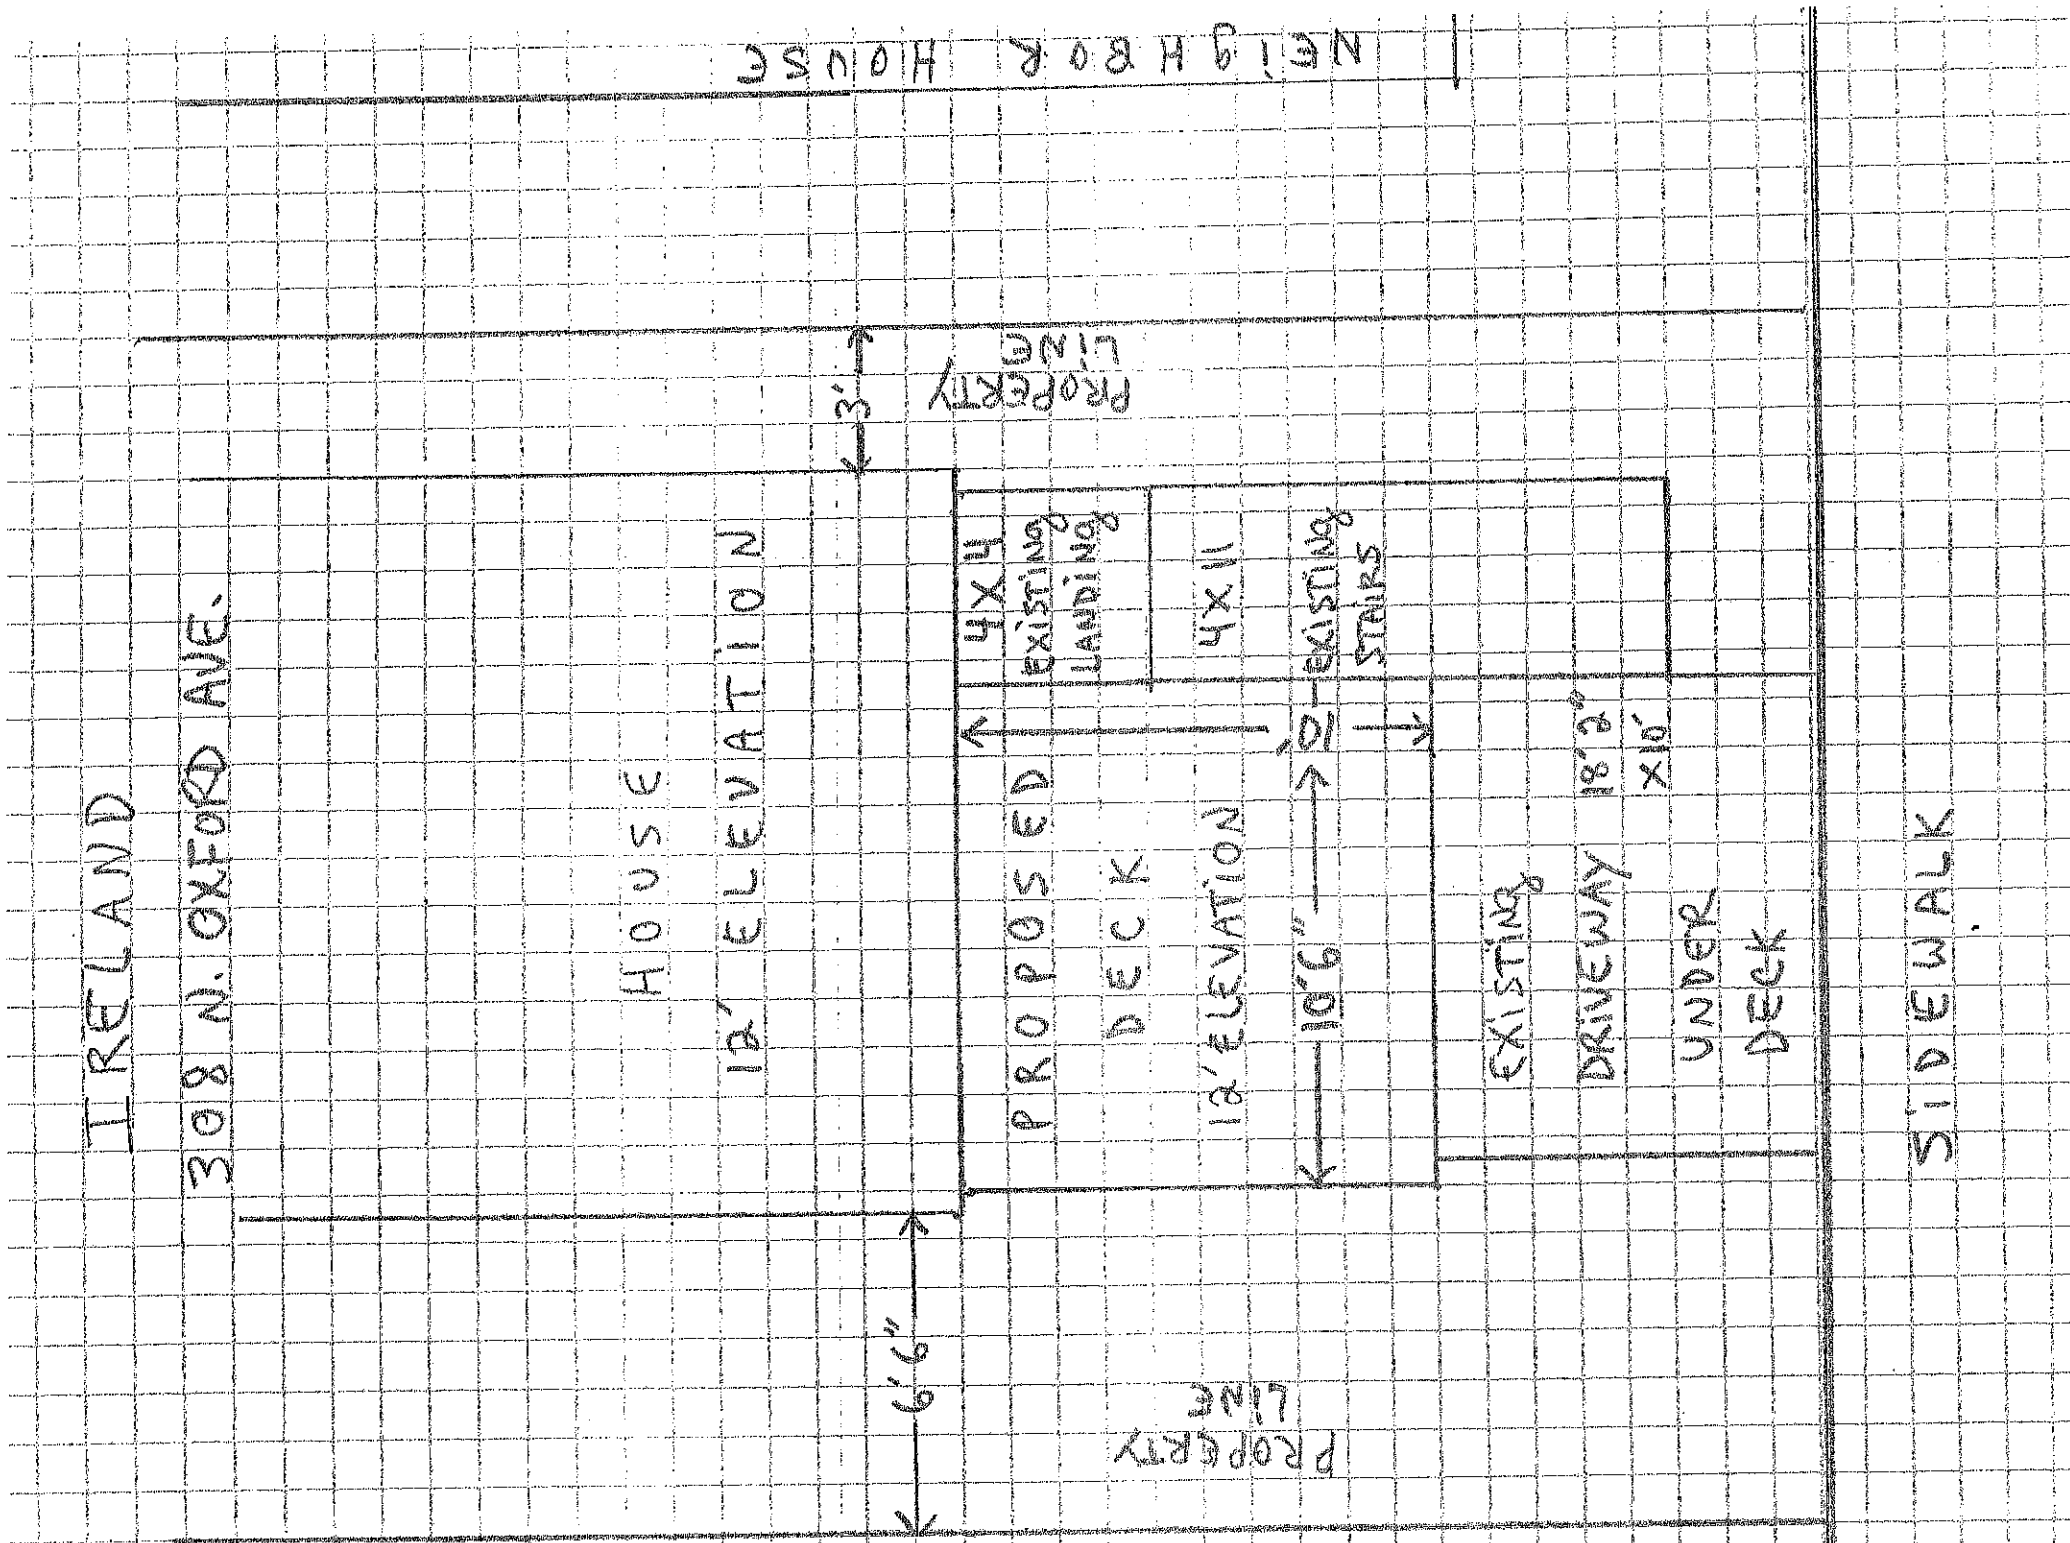 IRELAND
308 N. OXFORD AVE.
HOUSE
12' ELEVATION
6'6"
3'
PROPERTY
LINE
NEIGHBOR HOUSE
4X4
EXISTING
LANDING
4X11
EXISTING
STAIRS
PROPOSED
DECK
12' ELEVATION
10'6"
10'
PROPERTY
LINE
EXISTING
DRIVEWAY
UNDER
DECK
18'2"
X10'
SIDEWALK